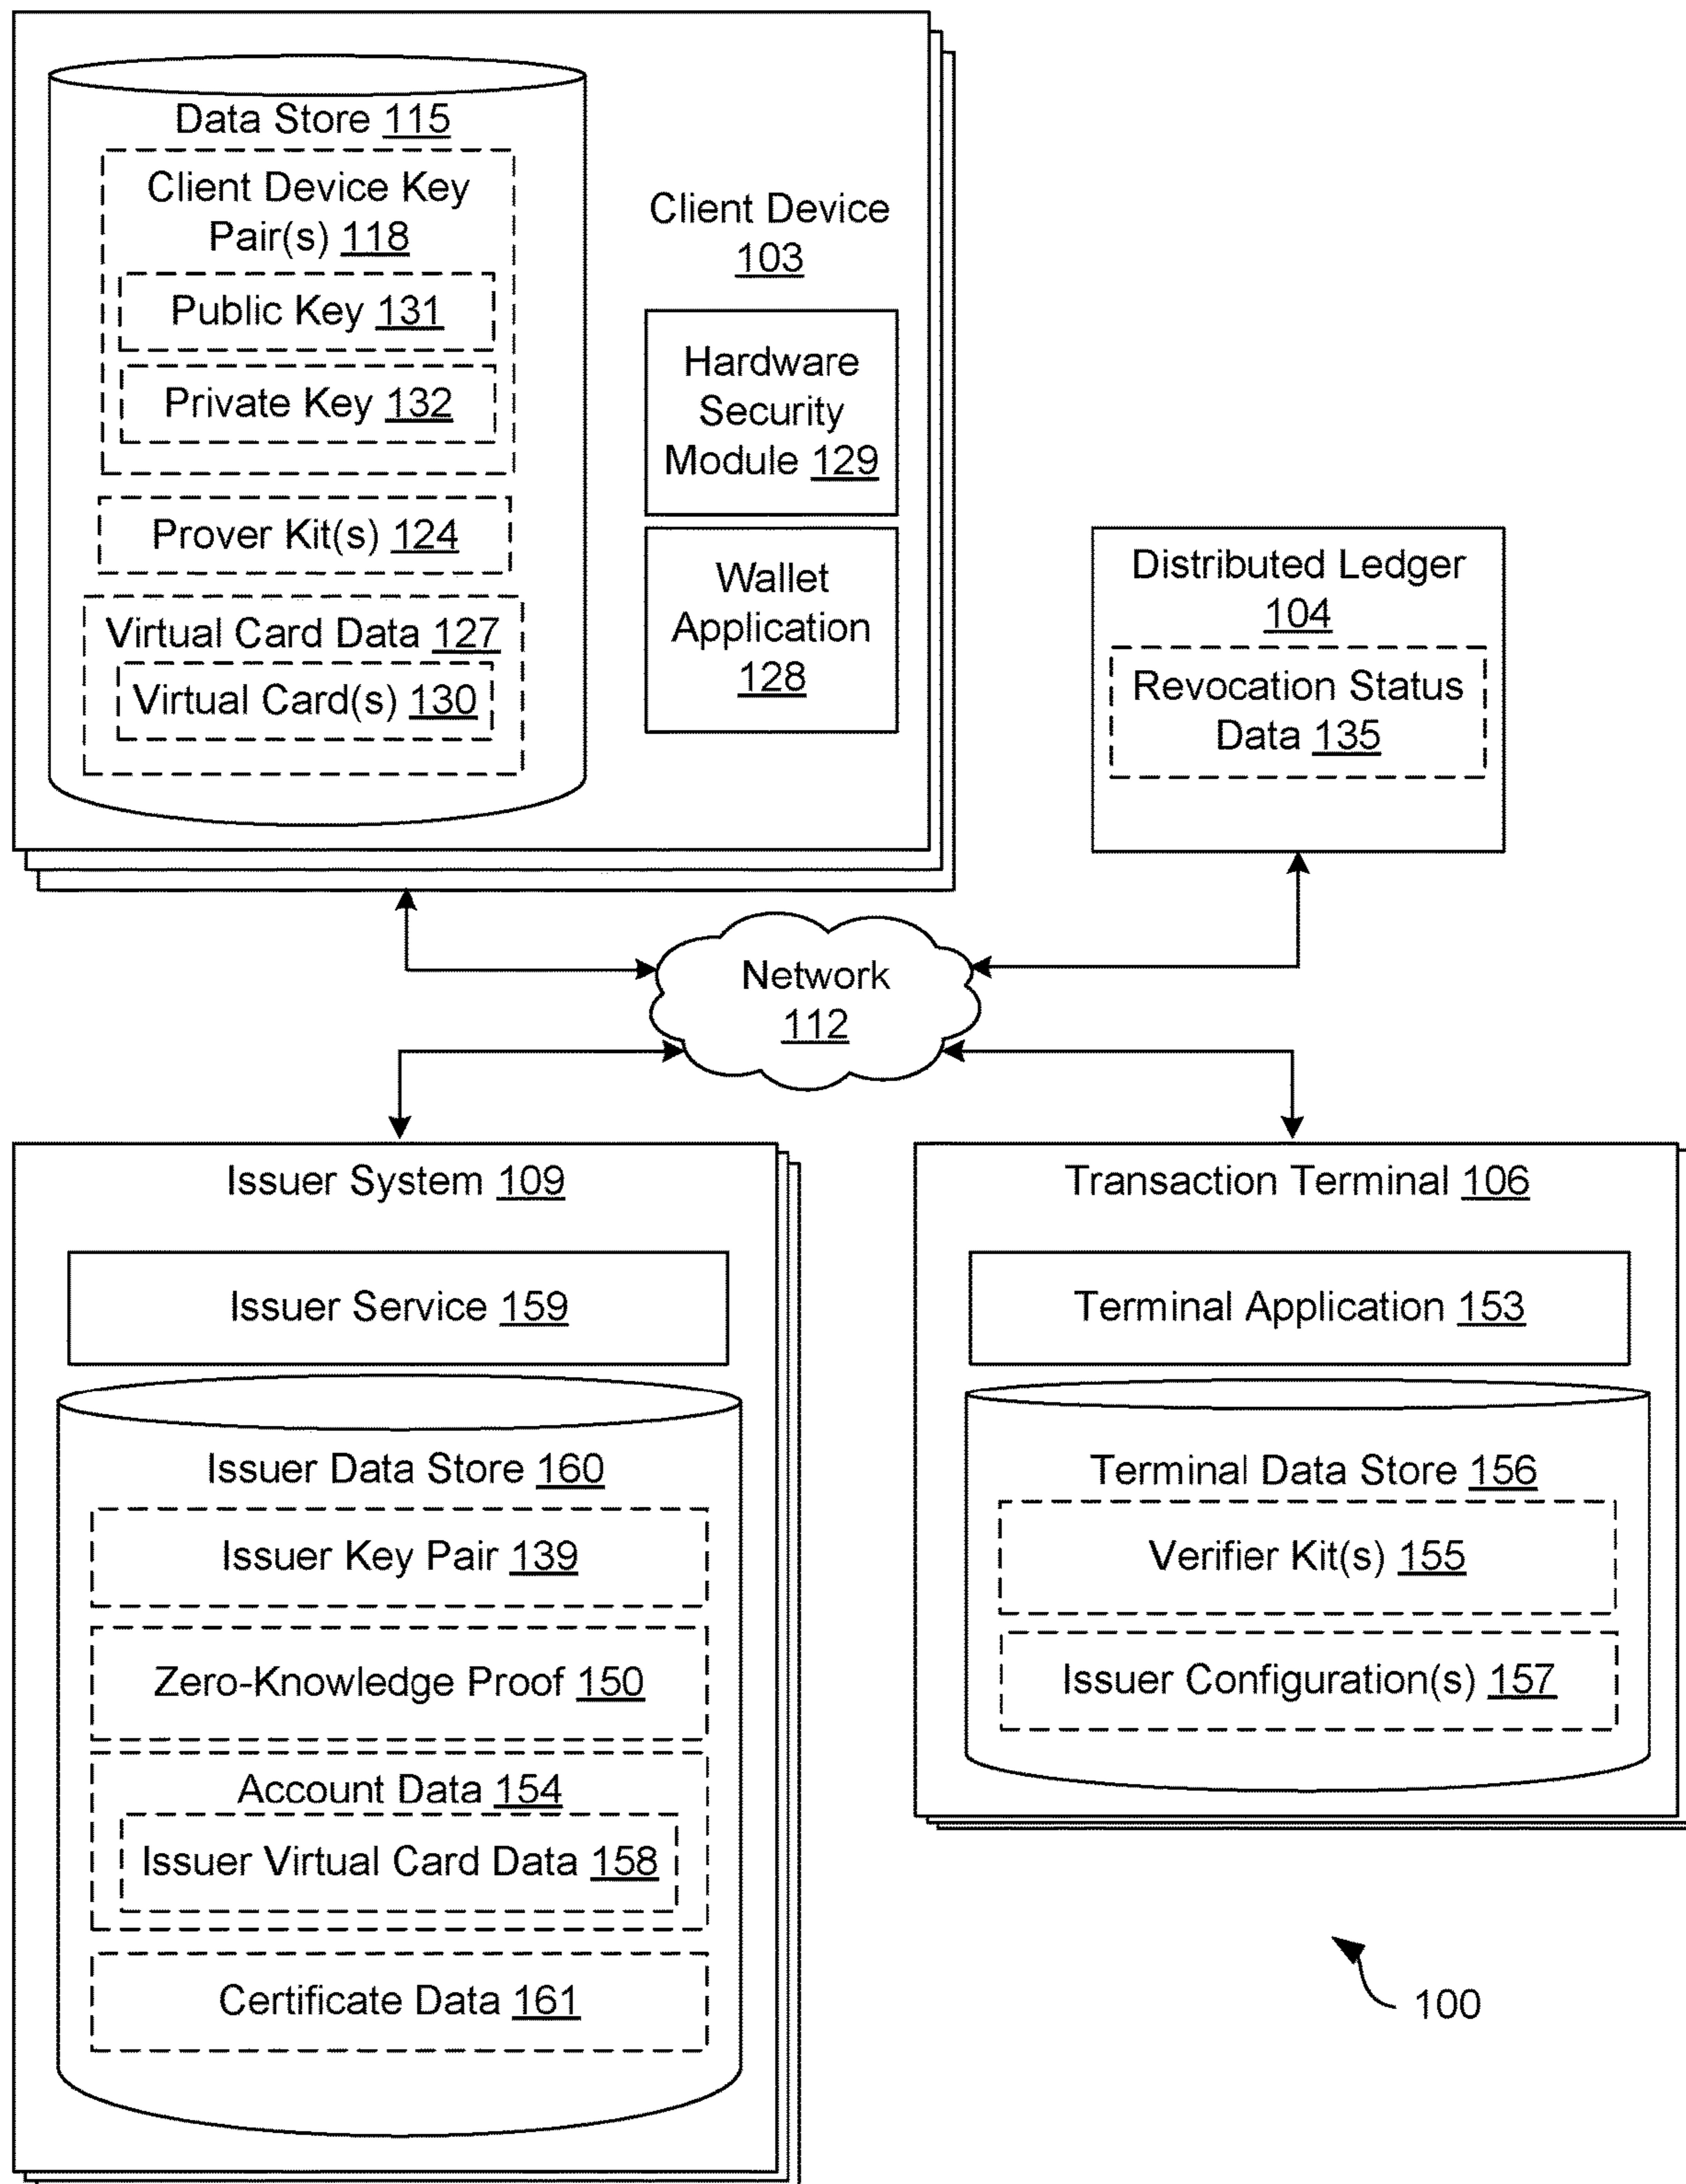 Data Store 115
Client Device Key
Pair(s) 118
Public Key 131
Private Key 132
Prover Kit(s) 124
Virtual Card Data 127
Virtual Card(s) 130
Client Device
103
Hardware
Security
Module 129
Wallet
Application
128
Distributed Ledger
104
Revocation Status
Data 135
Network
112
Issuer System 109
Issuer Service 159
Issuer Data Store 160
Issuer Key Pair 139
Zero-Knowledge Proof 150
Account Data 154
Issuer Virtual Card Data 158
Certificate Data 161
Transaction Terminal 106
Terminal Application 153
Terminal Data Store 156
Verifier Kit(s) 155
Issuer Configuration(s) 157
100